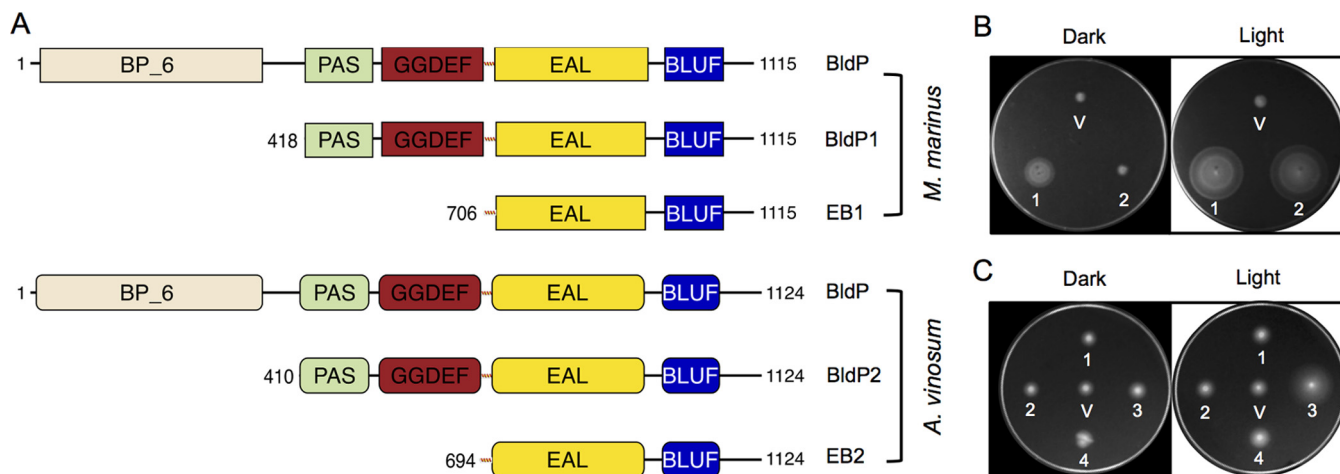 A
1 BP_6 PAS GGDEF EAL BLUF 1115 BldP
418 PAS GGDEF EAL BLUF 1115 BldP1
706 EAL BLUF 1115 EB1
M. marinus
1 BP_6 PAS GGDEF EAL BLUF 1124 BldP
410 PAS GGDEF EAL BLUF 1124 BldP2
694 EAL BLUF 1124 EB2
A. vinosum
B
Dark Light
V V
1 2 1 2
C
Dark Light
1 1
2 V 3 2 V 3
4 4